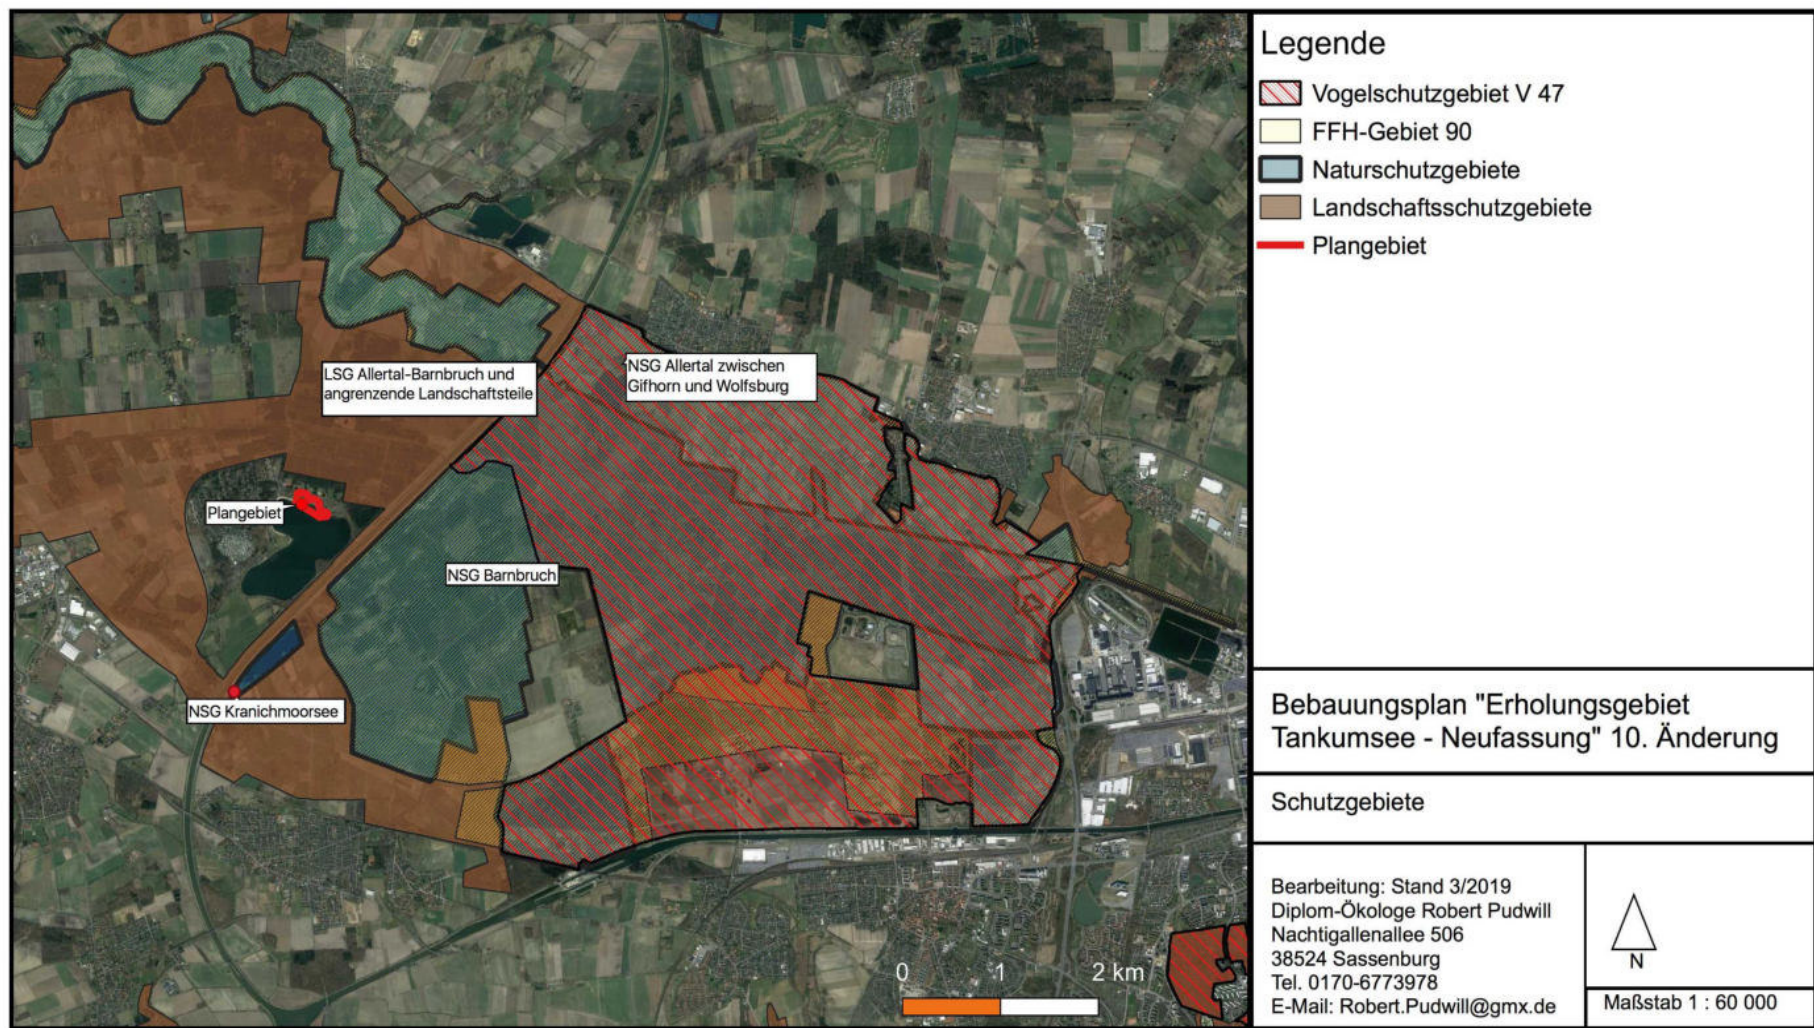 LSG Allertal-Barnbruch und
angrenzende Landschaftsteile
NSG Allertal zwischen
Gifhorn und Wolfsburg
Plangebiet
NSG Barnbruch
NSG Kranichmoorsee
0 1 2 km
Legende
Vogelschutzgebiet V 47
FFH-Gebiet 90
Naturschutzgebiete
Landschaftsschutzgebiete
Plangebiet
Bebauungsplan "Erholungsgebiet
Tankumsee - Neufassung" 10. Änderung
Schutzgebiete
Bearbeitung: Stand 3/2019
Diplom-Ökologe Robert Pudwill
Nachtigallenallee 506
38524 Sassenburg
Tel. 0170-6773978
E-Mail: Robert.Pudwill@gmx.de
N
Maßstab 1 : 60 000